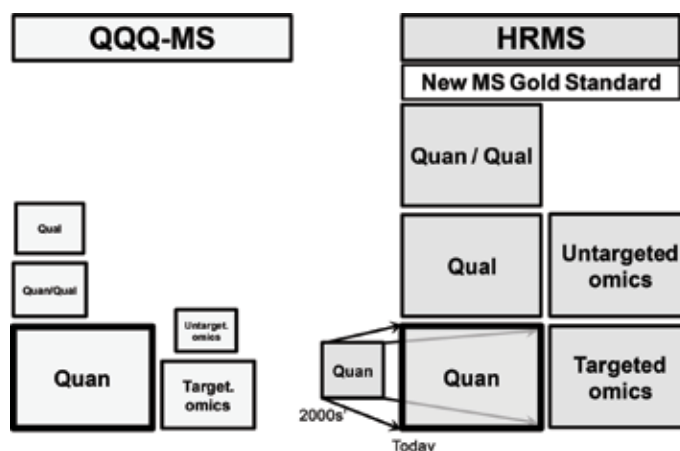 QQQ-MS
HRMS
New MS Gold Standard
Quan / Qual
Qual
Quan/Qual
Qual
Untargeted
omics
Untarget.
omics
Quan
Target.
omics
Quan
2000s'
Quan
Today
Targeted
omics